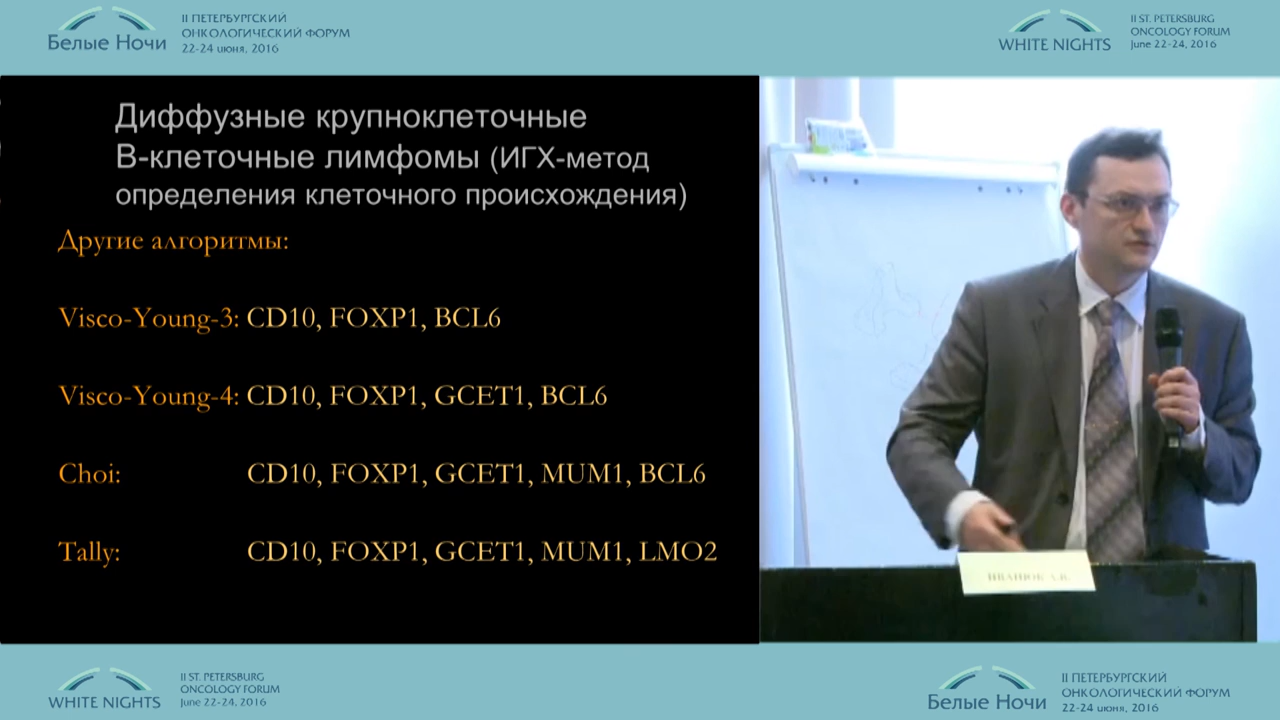 Белые Ночи
II ПЕТЕРБУРГСКИЙ
ОНКОЛОГИЧЕСКИЙ ФОРУМ
22-24 июня, 2016
WHITE NIGHTS
II ST. PETERSBURG
ONCOLOGY FORUM
June 22-24, 2016
Диффузные крупноклеточные
В-клеточные лимфомы (ИГХ-метод
определения клеточного происхождения)
Другие алгоритмы:
Visco-Young-3: CD10, FOXP1, BCL6
Visco-Young-4: CD10, FOXP1, GCET1, BCL6
Choi: CD10, FOXP1, GCET1, MUM1, BCL6
Tally: CD10, FOXP1, GCET1, MUM1, LMO2
WHITE NIGHTS
II ST. PETERSBURG
ONCOLOGY FORUM
June 22-24, 2016
Белые Ночи
II ПЕТЕРБУРГСКИЙ
ОНКОЛОГИЧЕСКИЙ ФОРУМ
22-24 июня, 2016